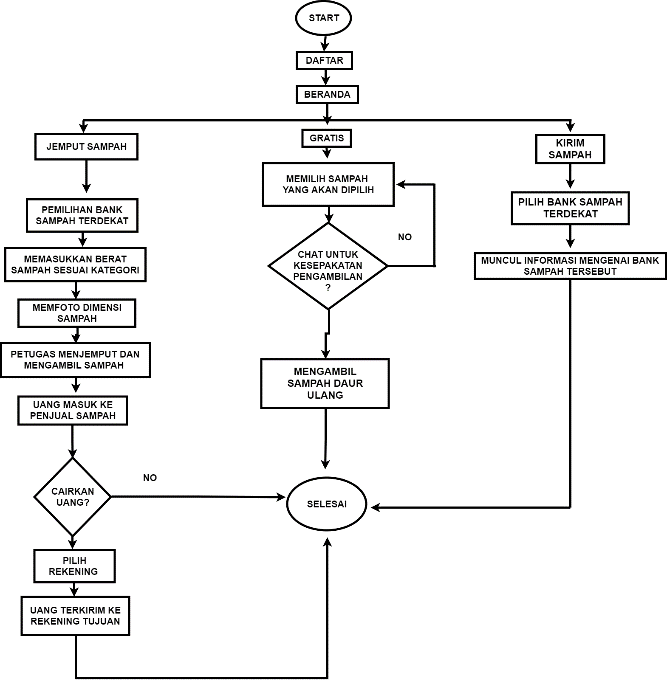 START
DAFTAR
BERANDA
JEMPUT SAMPAH
PEMILIHAN BANK
SAMPAH TERDEKAT
MEMASUKKAN BERAT
SAMPAH SESUAI KATEGORI
MEMFOTO DIMENSI
SAMPAH
PETUGAS MENJEMPUT DAN
MENGAMBIL SAMPAH
UANG MASUK KE
PENJUAL SAMPAH
CAIRKAN
UANG?
NO
PILIH
REKENING
UANG TERKIRIM KE
REKENING TUJUAN
GRATIS
MEMILIH SAMPAH
YANG AKAN DIPILIH
CHAT UNTUK
KESEPAKATAN
PENGAMBILAN
?
NO
MENGAMBIL
SAMPAH DAUR
ULANG
SELESAI
KIRIM
SAMPAH
PILIH BANK SAMPAH
TERDEKAT
MUNCUL INFORMASI MENGENAI BANK
SAMPAH TERSEBUT